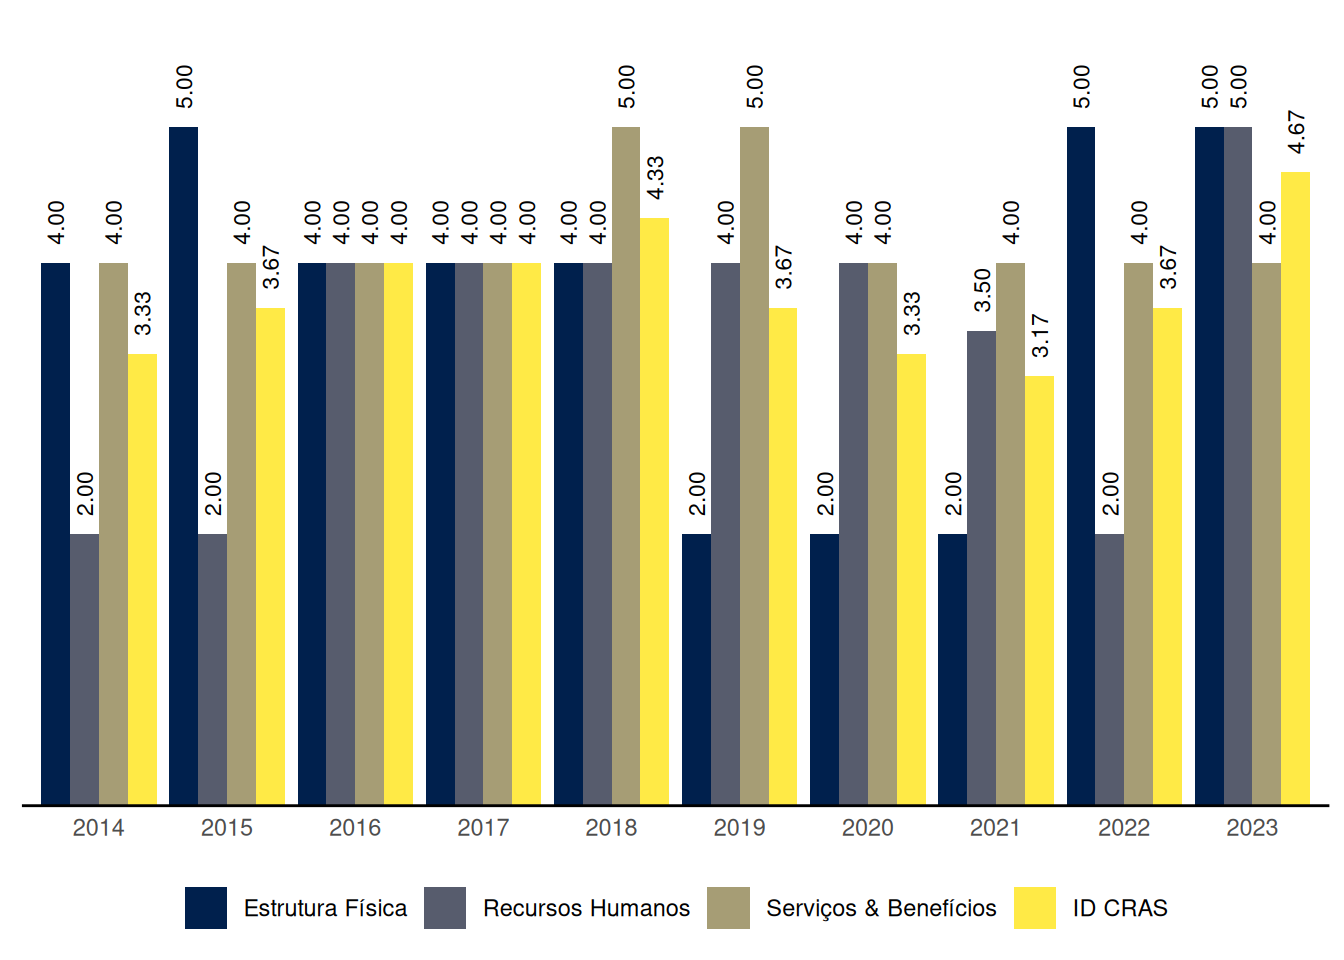 5.00 5.00 5.00 5.00 5.00 5.00
4.67
4.33
4.00 4.00 4.00 4.00 4.00 4.00 4.00 4.00 4.00 4.00 4.00 4.00 4.00 4.00 4.00 4.00 4.00 4.00 4.00
3.67 3.67 3.67
3.50
3.33 3.33
3.17
2.00 2.00 2.00 2.00 2.00 2.00
2014 2015 2016 2017 2018 2019 2020 2021 2022 2023
Estrutura Física Recursos Humanos Serviços & Benefícios ID CRAS